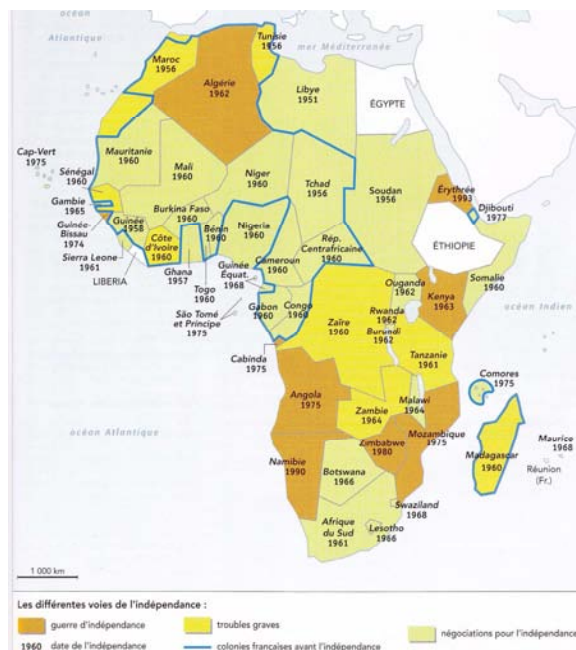 océan
Atlantique
mer Méditerranée
Tunisie
1956
Maroc
1956
Algérie
1962
Libye
1951
ÉGYPTE
Cap-Vert
1975
Mauritanie
1960
Mali
1960
Niger
1960
Tchad
1956
Soudan
1956
Érythrée
1993
Djibouti
1977
Sénégal
1960
Gambie
1965
Guinée-
Bissau
1974
Guinée
1958
Burkina Faso
1960
Bénin
1960
Nigeria
1960
Côte
d'Ivoire
1960
Sierra Leone
1961
LIBERIA
Ghana
1957
Togo
1960
Guinée
Équat.
1968
Cameroun
1960
Rép.
Centrafricaine
1960
ÉTHIOPIE
Somalie
1960
Ouganda
1962
Kenya
1963
São Tomé
et Príncipe
1975
Gabon
1960
Congo
1960
Zaïre
1960
Rwanda
1962
Burundi
1962
Tanzanie
1961
océan Indien
Cabinda
1975
Angola
1975
Zambie
1964
Malawi
1964
Comores
1975
Mozambique
1975
Madagascar
1960
Maurice
1968
Réunion
(Fr.)
océan Atlantique
Namibie
1990
Zimbabwe
1980
Botswana
1966
Swaziland
1968
Afrique
du Sud
1961
Lesotho
1966
1 000 km
Les différentes voies de l'indépendance :
guerre d'indépendance
troubles graves
négociations pour l'indépendance
1960 date de l'indépendance
colonies françaises avant l'indépendance